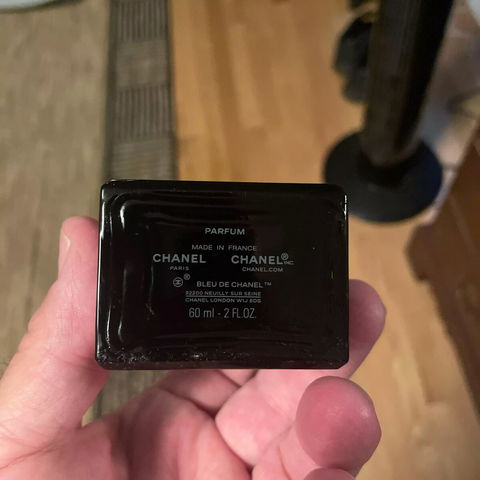 PARFUM
MADE IN FRANCE
CHANEL CHANEL® INC.
PARIS CHANEL.COM
® BLEU DE CHANEL™
92200 NEUILLY SUR SEINE
CHANEL LONDON W1J 6DG
60 ml - 2 FL.OZ.